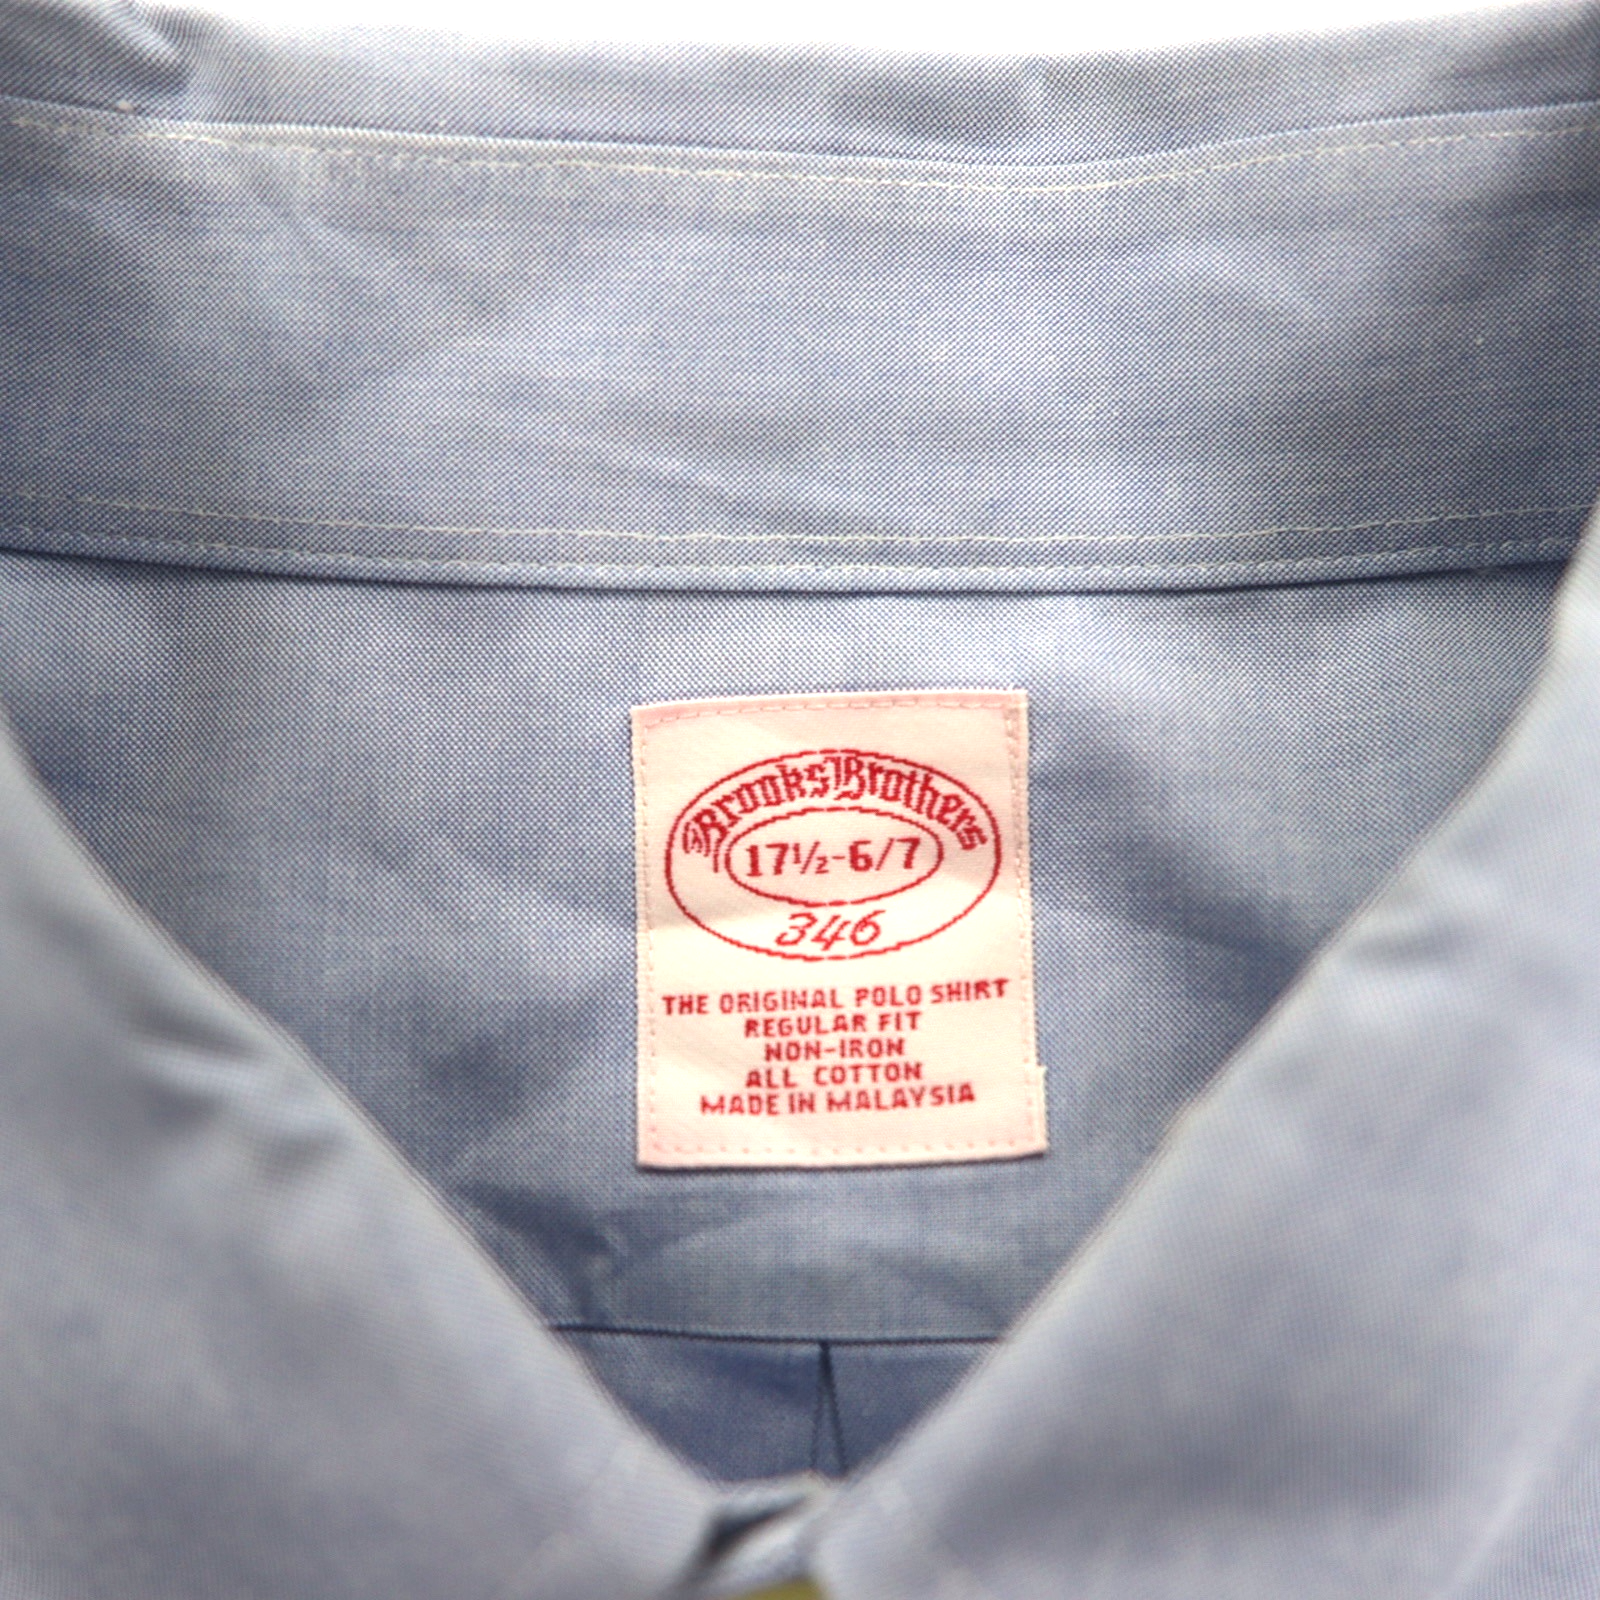 Brooks Brothers
17½-6/7
346
THE ORIGINAL POLO SHIRT
REGULAR FIT
NON-IRON
ALL COTTON
MADE IN MALAYSIA